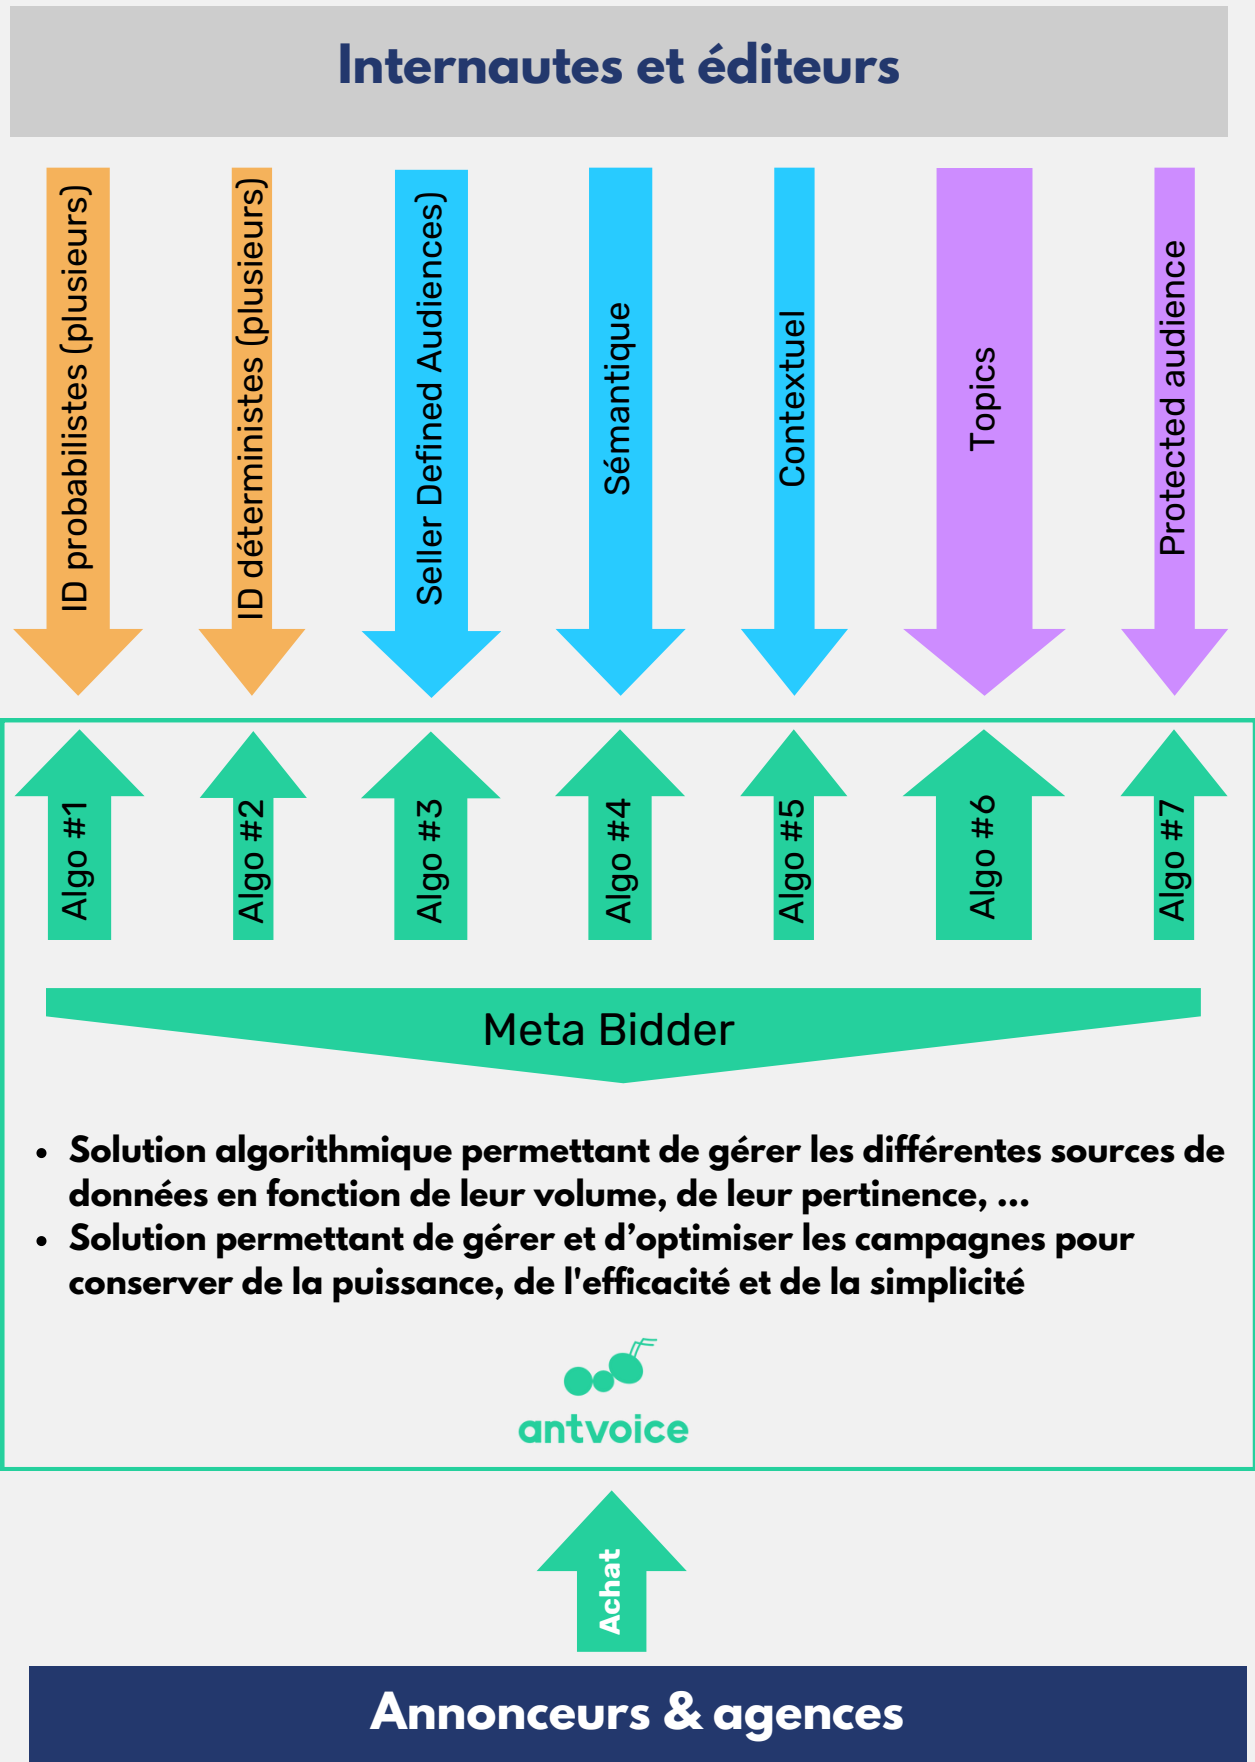 Internautes et éditeurs
ID probabilistes (plusieurs)
ID déterministes (plusieurs)
Seller Defined Audiences)
Sémantique
Contextuel
Topics
Protected audience
Algo #1
Algo #2
Algo #3
Algo #4
Algo #5
Algo #6
Algo #7
Meta Bidder
• Solution algorithmique permettant de gérer les différentes sources de
données en fonction de leur volume, de leur pertinence, ...
• Solution permettant de gérer et d’optimiser les campagnes pour
conserver de la puissance, de l'efficacité et de la simplicité
antvoice
Achat
Annonceurs & agences